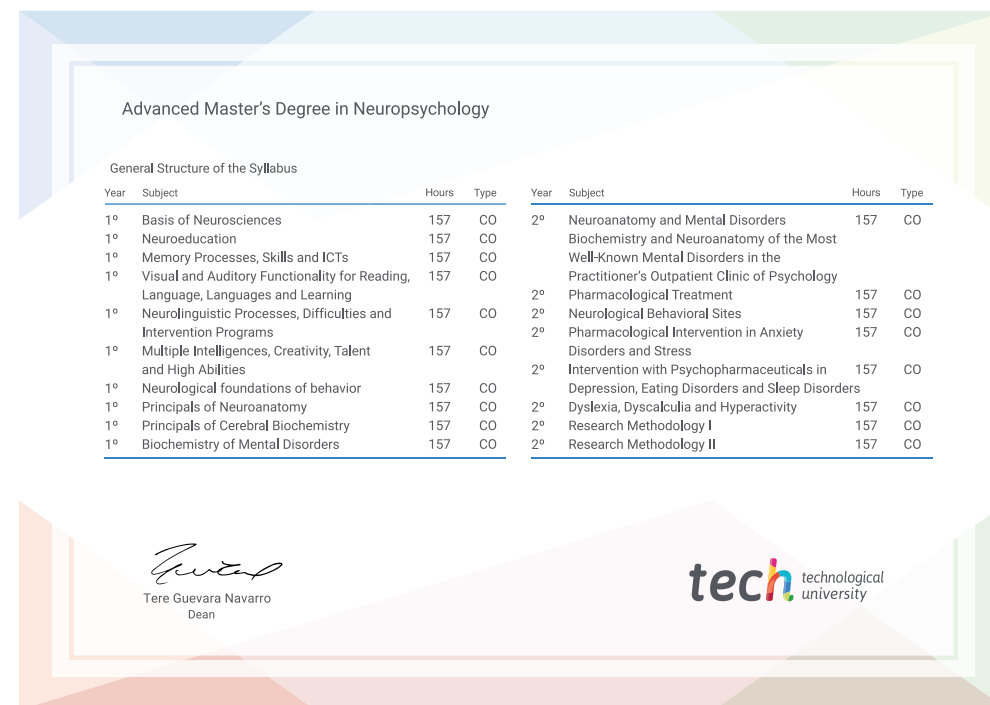 Advanced Master's Degree in Neuropsychology
General Structure of the Syllabus
Year Subject Hours Type
1º Basis of Neurosciences 157 CO
1º Neuroeducation 157 CO
1º Memory Processes, Skills and ICTs 157 CO
1º Visual and Auditory Functionality for Reading, 157 CO
Language, Languages and Learning
1º Neurolinguistic Processes, Difficulties and 157 CO
Intervention Programs
1º Multiple Intelligences, Creativity, Talent 157 CO
and High Abilities
1º Neurological foundations of behavior 157 CO
1º Principals of Neuroanatomy 157 CO
1º Principals of Cerebral Biochemistry 157 CO
1º Biochemistry of Mental Disorders 157 CO
Year Subject Hours Type
2º Neuroanatomy and Mental Disorders 157 CO
Biochemistry and Neuroanatomy of the Most
Well-Known Mental Disorders in the
Practitioner's Outpatient Clinic of Psychology
2º Pharmacological Treatment 157 CO
2º Neurological Behavioral Sites 157 CO
2º Pharmacological Intervention in Anxiety 157 CO
Disorders and Stress
2º Intervention with Psychopharmaceuticals in 157 CO
Depression, Eating Disorders and Sleep Disorders
2º Dyslexia, Dyscalculia and Hyperactivity 157 CO
2º Research Methodology I 157 CO
2º Research Methodology II 157 CO
Tere Guevara Navarro
Dean
tech technological
university